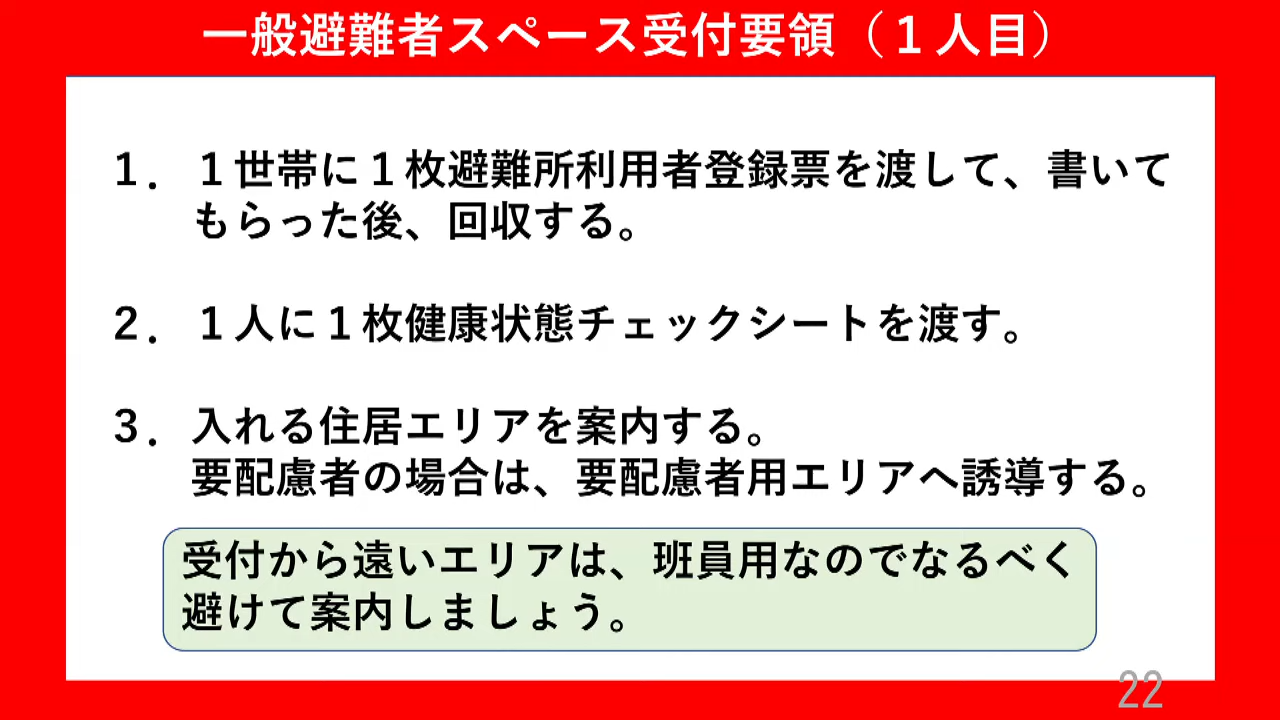 一般避難者スペース受付要領（１人目）
１．１世帯に１枚避難所利用者登録票を渡して、書いて
もらった後、回収する。
２．１人に１枚健康状態チェックシートを渡す。
３．入れる住居エリアを案内する。
要配慮者の場合は、要配慮者用エリアへ誘導する。
受付から遠いエリアは、班員用なのでなるべく
避けて案内しましょう。
22